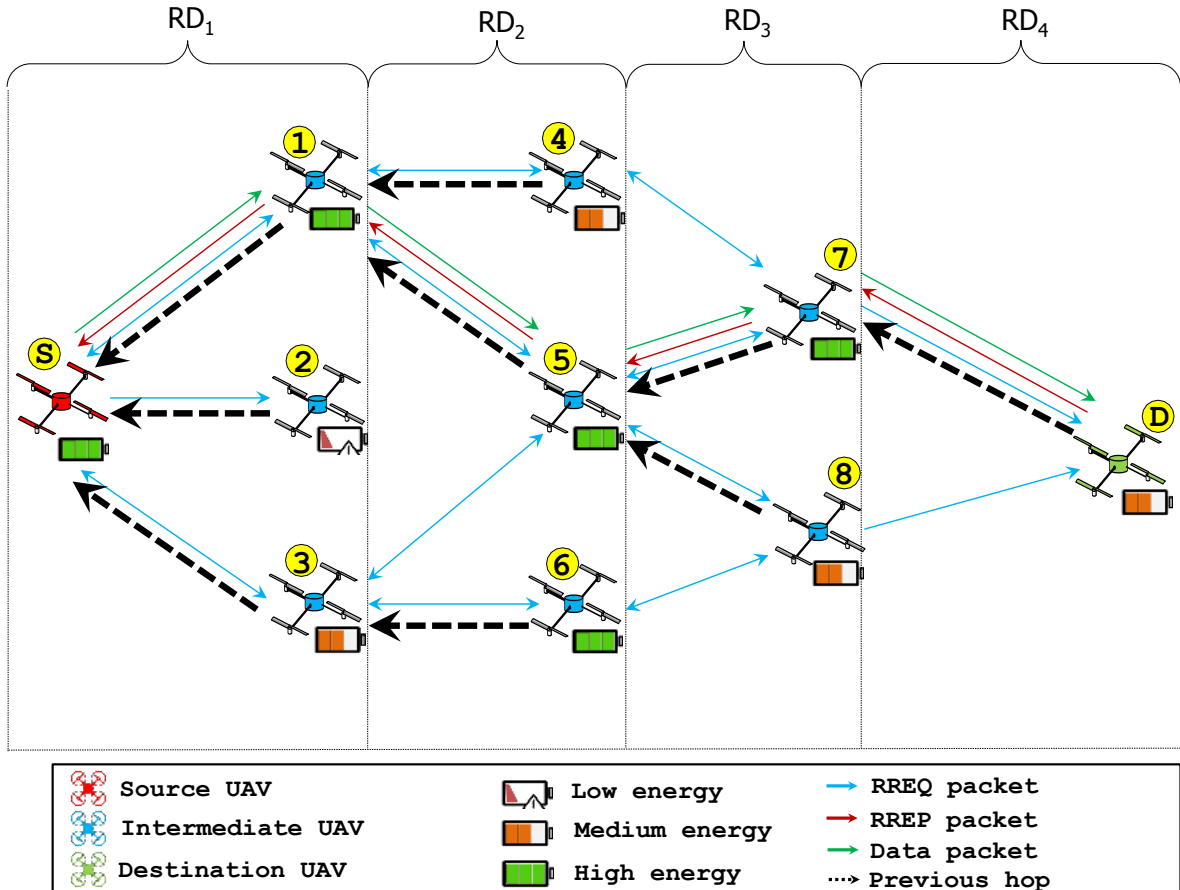 RD1
RD2
RD3
RD4
1
4
7
S
2
5
D
8
3
6
Source UAV
Intermediate UAV
Destination UAV
Low energy
Medium energy
High energy
RREQ packet
RREP packet
Data packet
Previous hop